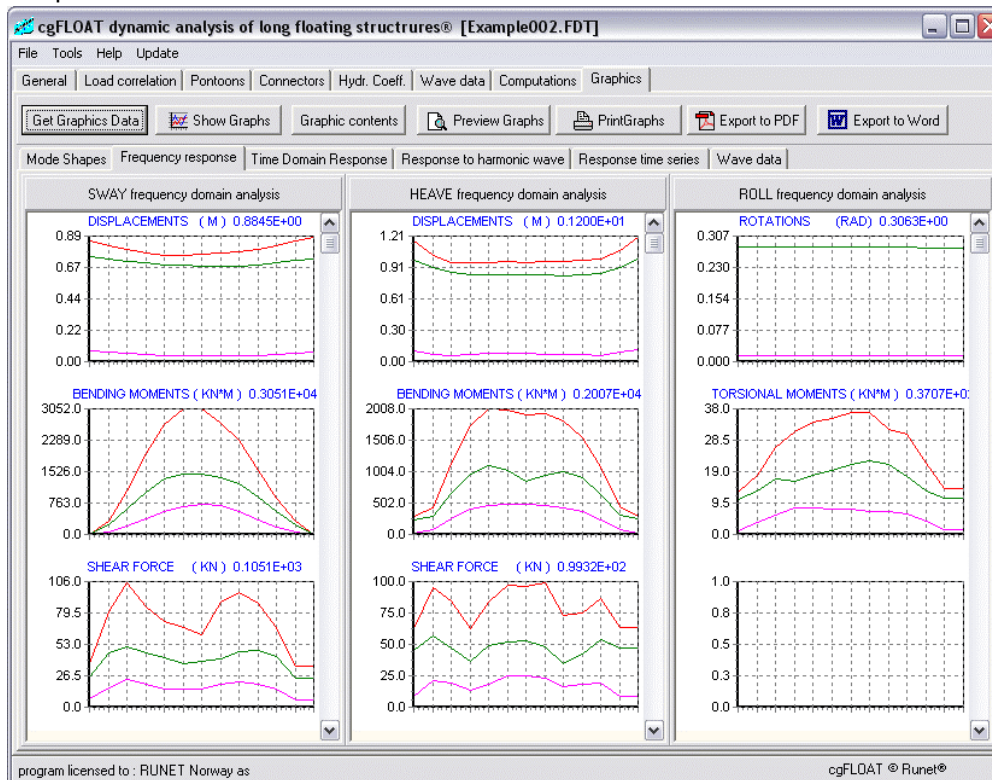 cgFLOAT dynamic analysis of long floating structrures® [Example002.FDT]
File Tools Help Update
General Load correlation Pontoons Connectors Hydr. Coeff. Wave data Computations Graphics
Get Graphics Data Show Graphs Graphic contents Preview Graphs PrintGraphs Export to PDF Export to Word
Mode Shapes Frequency response Time Domain Response Response to harmonic wave Response time series Wave data
SWAY frequency domain analysis
DISPLACEMENTS ( M ) 0.8845E+00
0.89
0.67
0.44
0.22
0.00
BENDING MOMENTS ( KN*M ) 0.3051E+04
3052.0
2289.0
1526.0
763.0
0.0
SHEAR FORCE ( KN ) 0.1051E+03
106.0
79.5
53.0
26.5
0.0
HEAVE frequency domain analysis
DISPLACEMENTS ( M ) 0.1200E+01
1.21
0.91
0.61
0.30
0.00
BENDING MOMENTS ( KN*M ) 0.2007E+04
2008.0
1506.0
1004.0
502.0
0.0
SHEAR FORCE ( KN ) 0.9932E+02
100.0
75.0
50.0
25.0
0.0
ROLL frequency domain analysis
ROTATIONS (RAD) 0.3063E+00
0.307
0.230
0.154
0.077
0.000
TORSIONAL MOMENTS ( KN*M ) 0.3707E+0
38.0
28.5
19.0
9.5
0.0
1.0
0.8
0.5
0.3
0.0
program licensed to : RUNET Norway as
cgFLOAT © Runet®